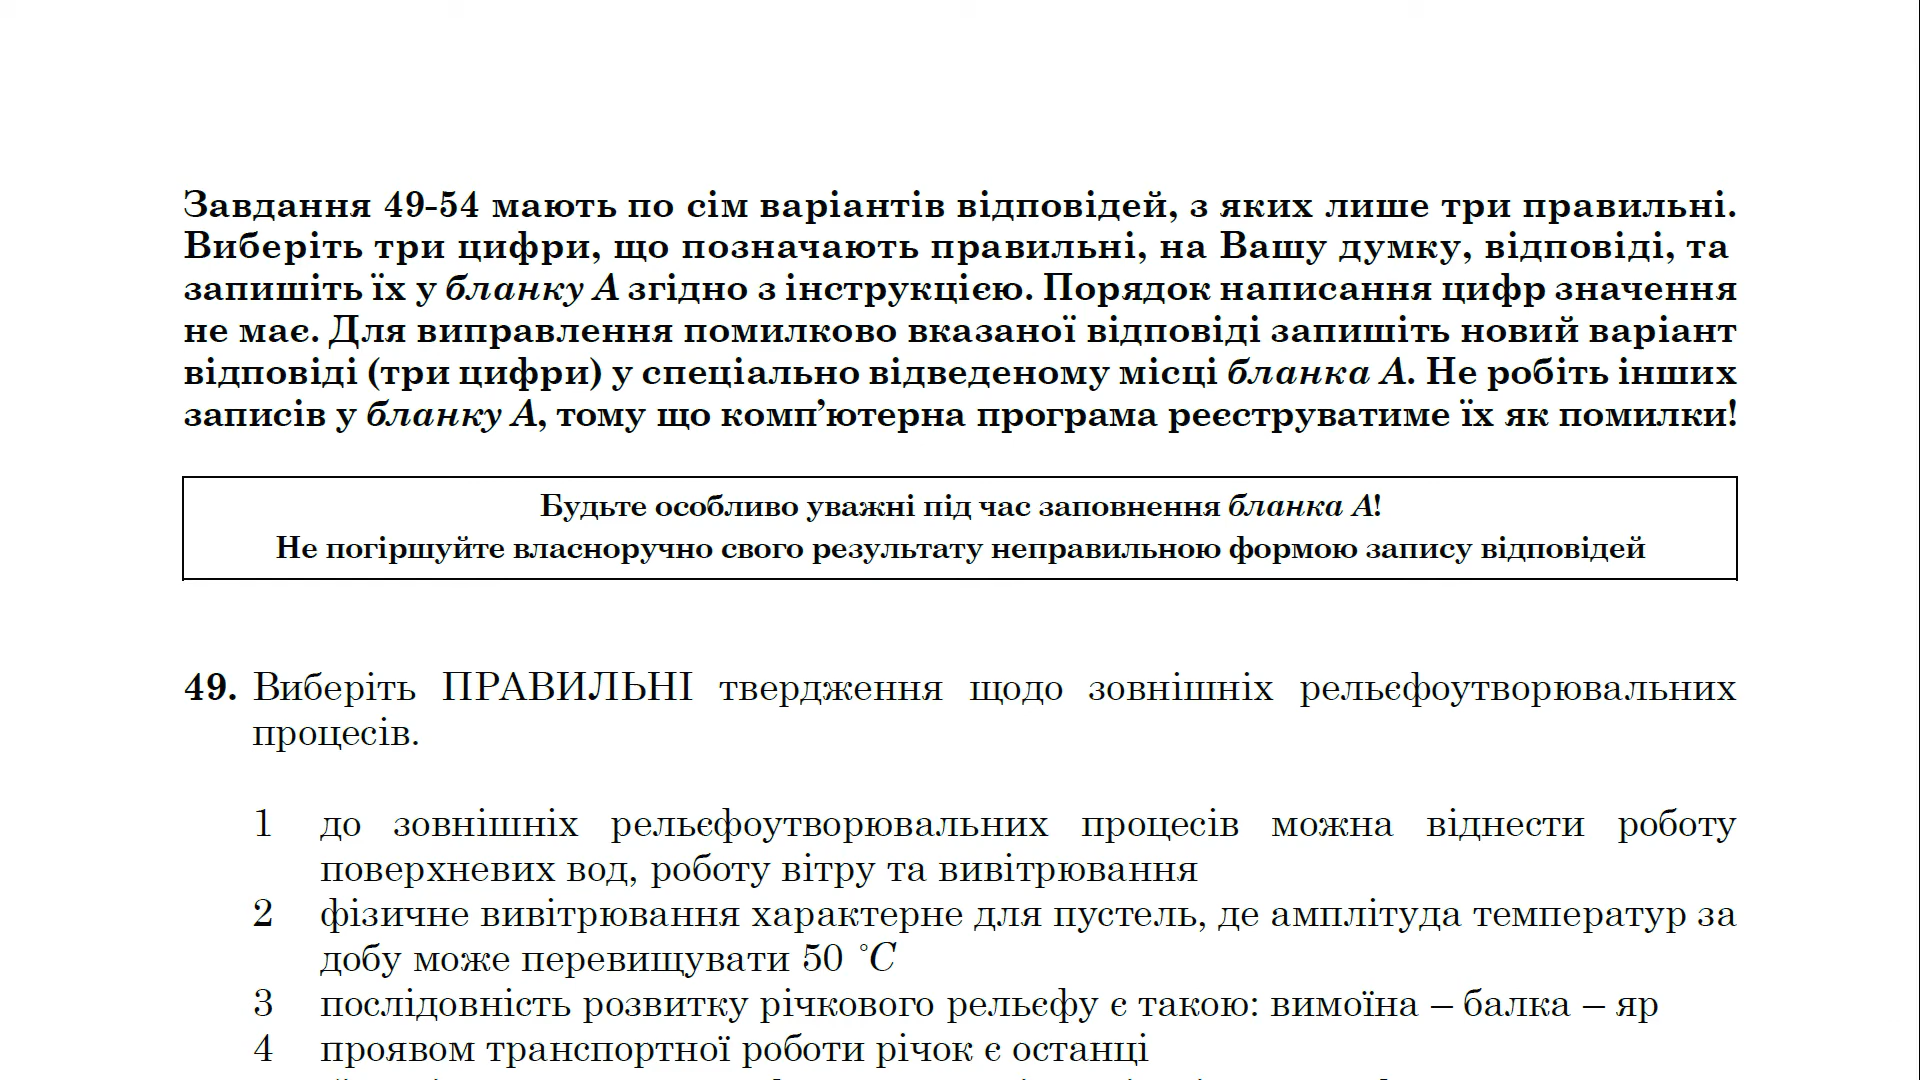 Завдання 49-54 мають по сім варіантів відповідей, з яких лише три правильні.
Виберіть три цифри, що позначають правильні, на Вашу думку, відповіді, та
запишіть їх у бланку А згідно з інструкцією. Порядок написання цифр значення
не має. Для виправлення помилково вказаної відповіді запишіть новий варіант
відповіді (три цифри) у спеціально відведеному місці бланка А. Не робіть інших
записів у бланку А, тому що комп’ютерна програма реєструватиме їх як помилки!
Будьте особливо уважні під час заповнення бланка А!
Не погіршуйте власноручно свого результату неправильною формою запису відповідей
49. Виберіть ПРАВИЛЬНІ твердження щодо зовнішніх рельєфоутворювальних
процесів.
1 до зовнішніх рельєфоутворювальних процесів можна віднести роботу
поверхневих вод, роботу вітру та вивітрювання
2 фізичне вивітрювання характерне для пустель, де амплітуда температур за
добу може перевищувати 50 °C
3 послідовність розвитку річкового рельєфу є такою: вимоїна – балка – яр
4 проявом транспортної роботи річок є останці